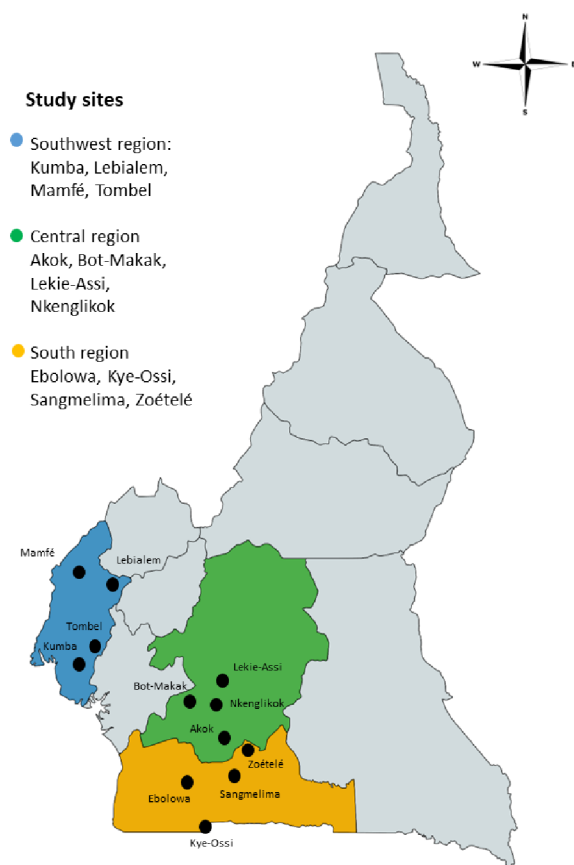 N
W
E
S
Study sites
Southwest region:
Kumba, Lebialem,
Mamfé, Tombel
Central region
Akok, Bot-Makak,
Lekie-Assi,
Nkenglikok
South region
Ebolowa, Kye-Ossi,
Sangmelima, Zoételé
Mamfé
Lebialem
Tombel
Kumba
Lekie-Assi
Bot-Makak
Nkenglikok
Akok
Zoételé
Sangmelima
Ebolowa
Kye-Ossi